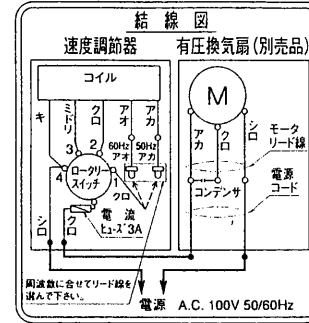 結線図
速度調節器 有圧換気扇(別売品)
コイル
キ ミドリ クロ アオ アカ
60Hz 50Hz
アオ アカ
4 3 2 1
ロータリー
スイッチ
クロ
M
アカ クロ シロ
モータ
リード線
コンデンサ
電源
コード
シロ クロ
電流
ヒューズ3A
周波数に合せてリード線を
選んで下さい。
電源 A.C. 100V 50/60Hz